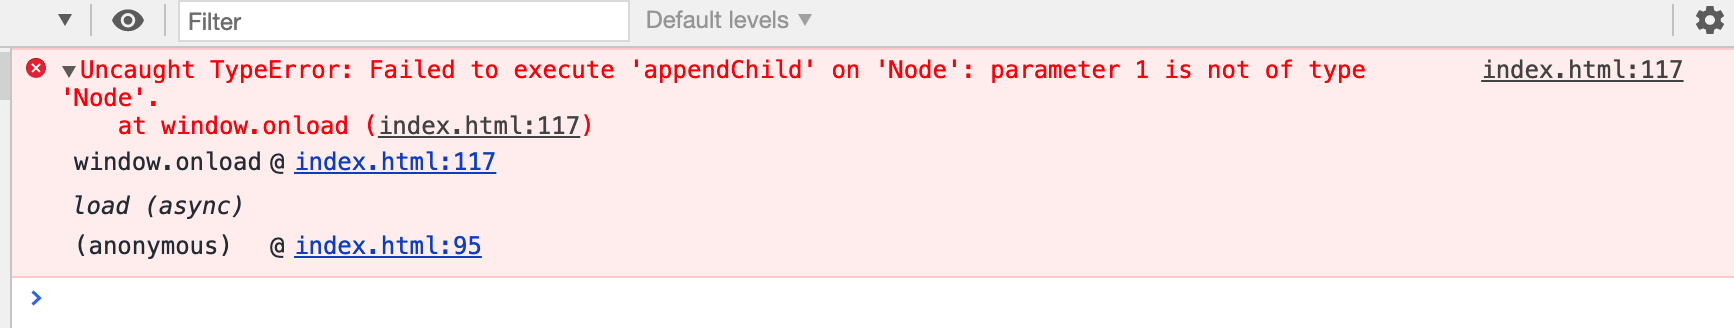 Filter
Default levels ▼
Uncaught TypeError: Failed to execute 'appendChild' on 'Node': parameter 1 is not of type index.html:117
'Node'.
at window.onload (index.html:117)
window.onload @ index.html:117
load (async)
(anonymous) @ index.html:95